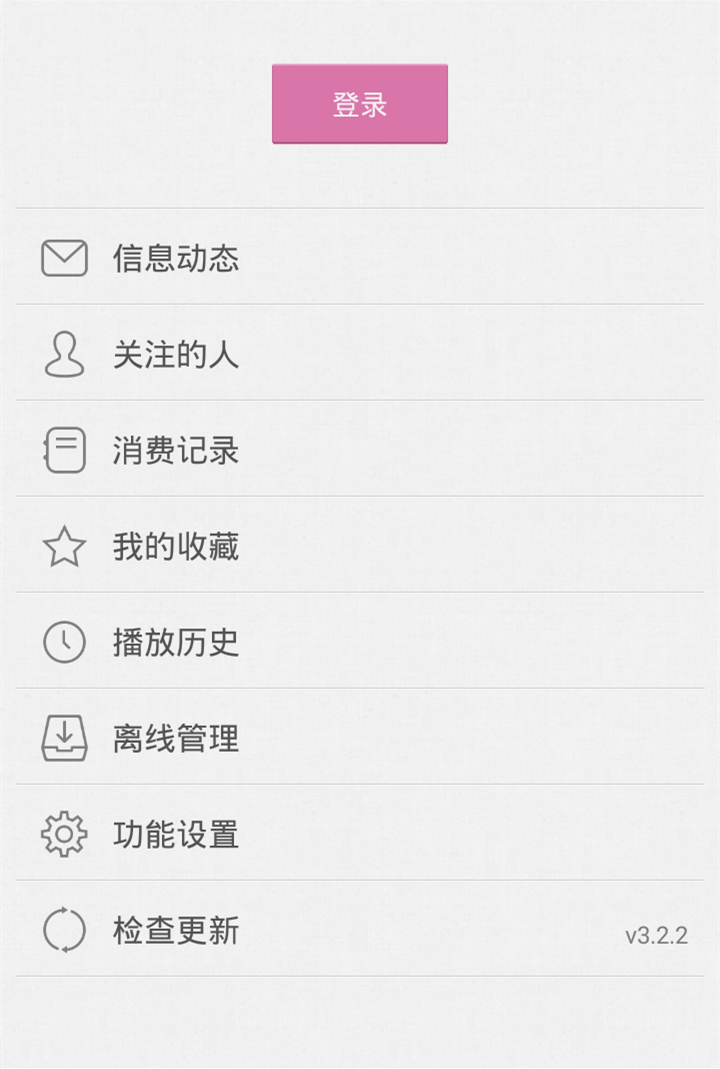 登录
信息动态
关注的人
消费记录
我的收藏
播放历史
离线管理
功能设置
检查更新 v3.2.2